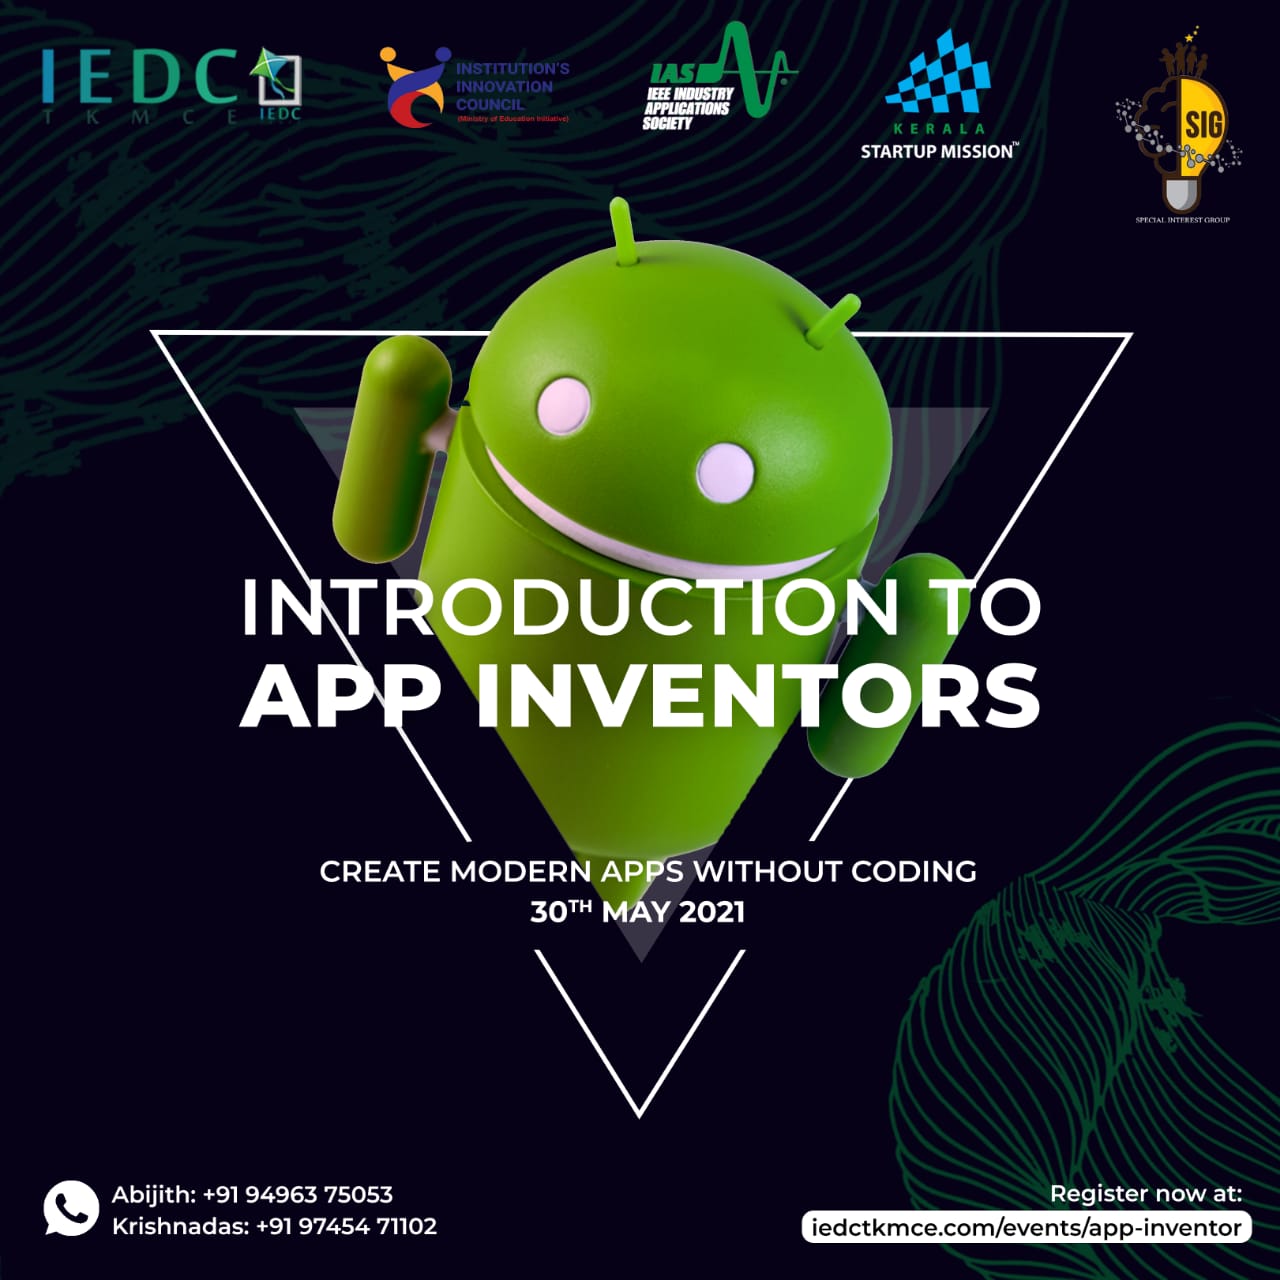 IEDC
TKMCE
IEDC
INSTITUTION'S
INNOVATION
COUNCIL
(Ministry of Education Initiative)
IAS
IEEE INDUSTRY
APPLICATIONS
SOCIETY
KERALA
STARTUP MISSION™
SIG
SPECIAL INTEREST GROUP
INTRODUCTION TO
APP INVENTORS
CREATE MODERN APPS WITHOUT CODING
30TH MAY 2021
Abijith: +91 94963 75053
Krishnadas: +91 97454 71102
Register now at:
iedctkmce.com/events/app-inventor